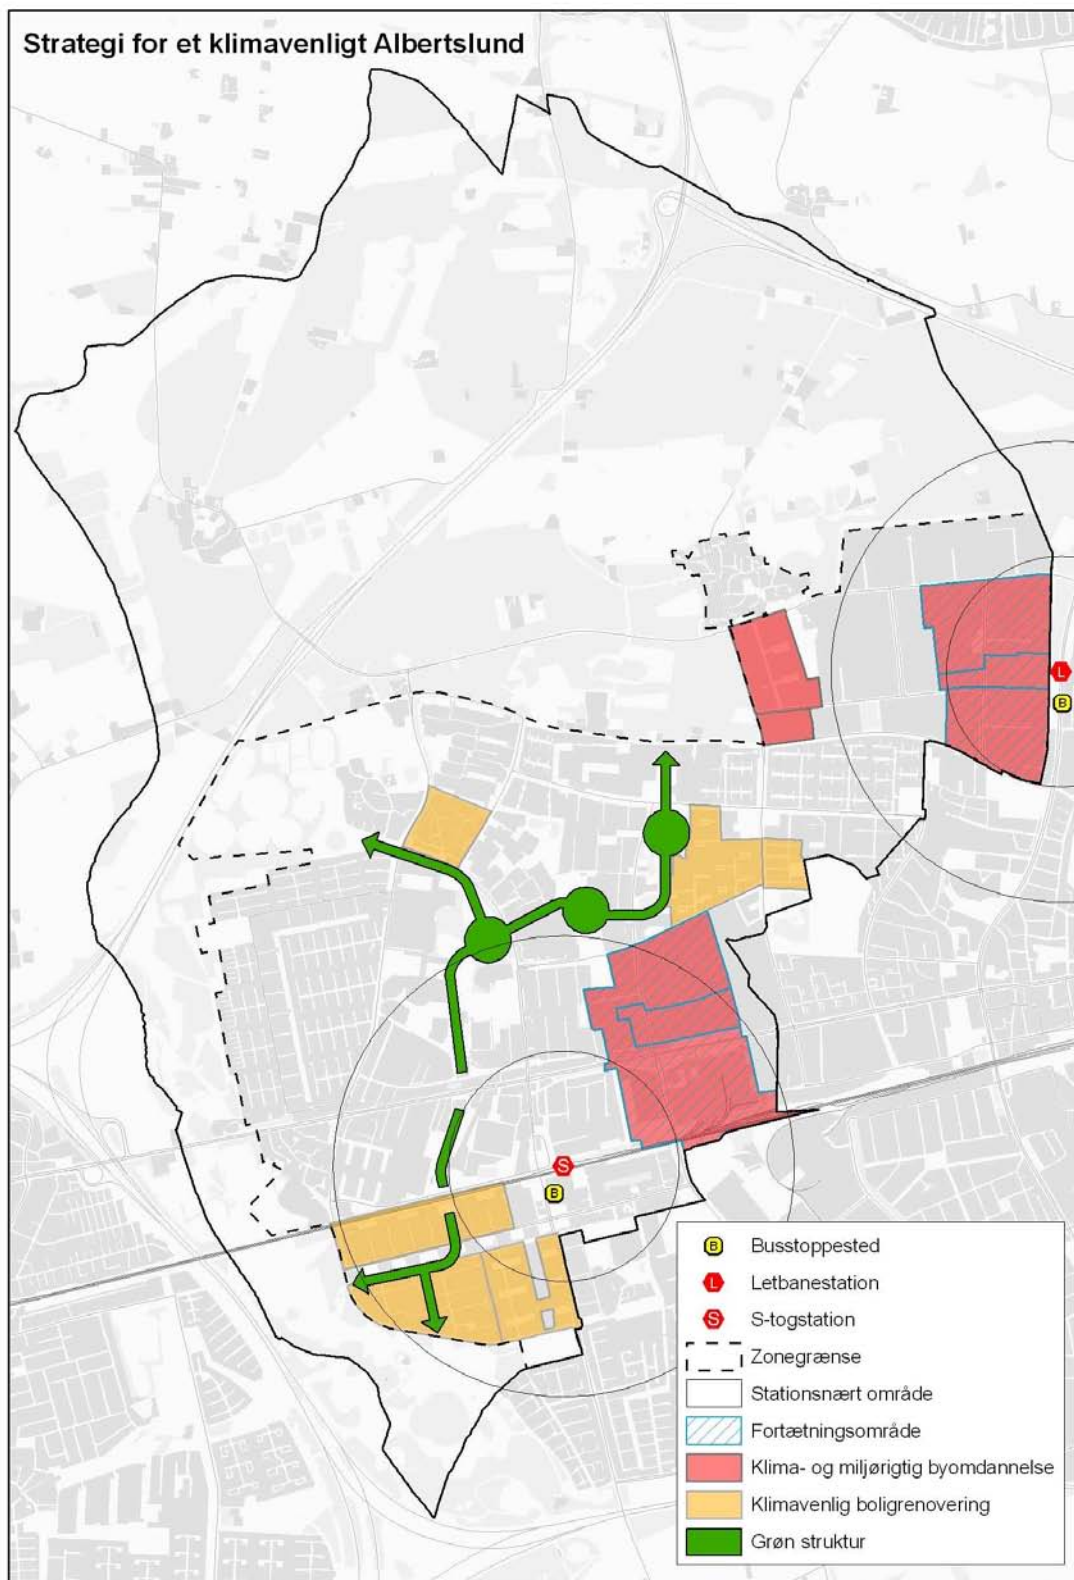 Strategi for et klimavenligt Albertslund
L
B
S
B
B Busstoppested
L Letbanestation
S S-togstation
Zonegrænse
Stationsnært område
Fortætningsområde
Klima- og miljørigtig byomdannelse
Klimavenlig boligrenovering
Grøn struktur